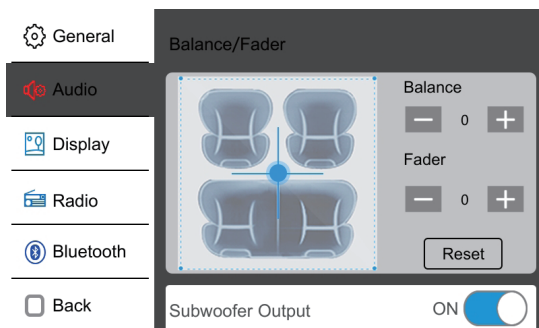 General
Audio
Display
Radio
Bluetooth
Back
Balance/Fader
Balance
0
Fader
0
Reset
Subwoofer Output
ON